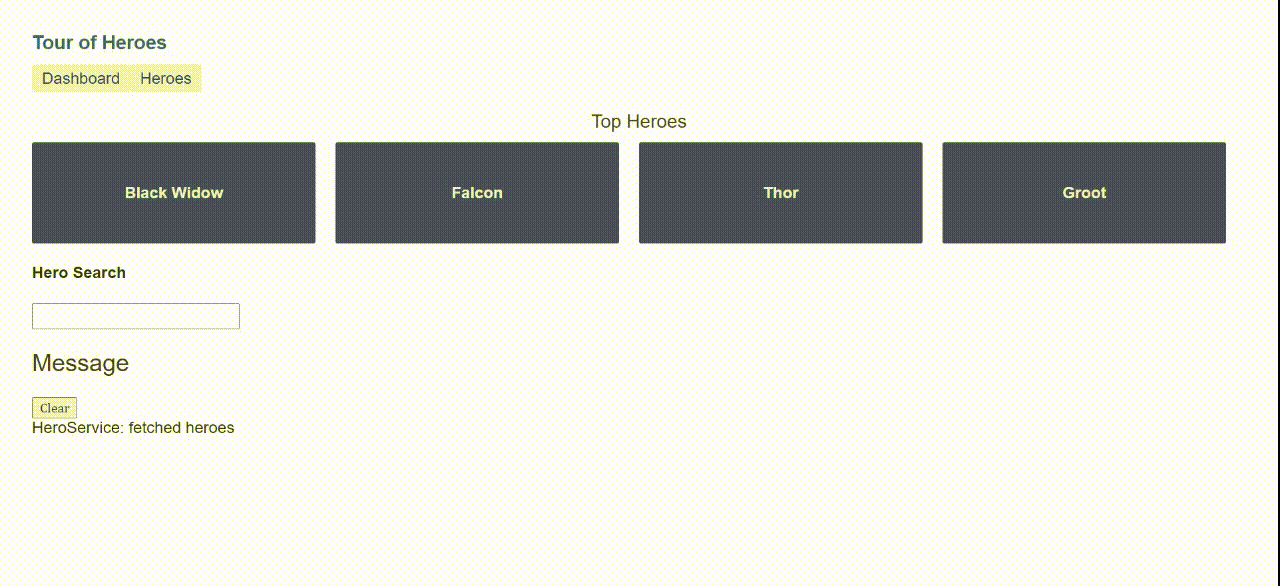 Tour of Heroes
Dashboard Heroes
Top Heroes
Black Widow Falcon Thor Groot
Hero Search
Message
Clear
HeroService: fetched heroes